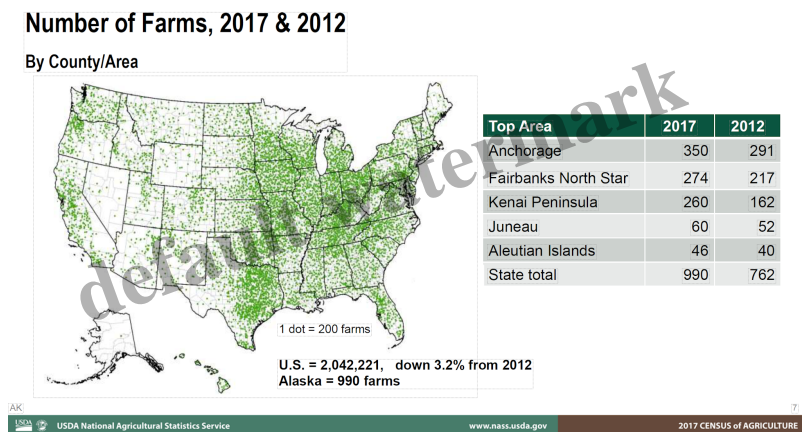 Number of Farms, 2017 & 2012
By County/Area
Top Area 2017 2012
Anchorage 350 291
Fairbanks North Star 274 217
Kenai Peninsula 260 162
Juneau 60 52
Aleutian Islands 46 40
State total 990 762
default watermark
1 dot = 200 farms
U.S. = 2,042,221, down 3.2% from 2012
Alaska = 990 farms
AK
7
USDA
USDA National Agricultural Statistics Service
www.nass.usda.gov
2017 CENSUS of AGRICULTURE